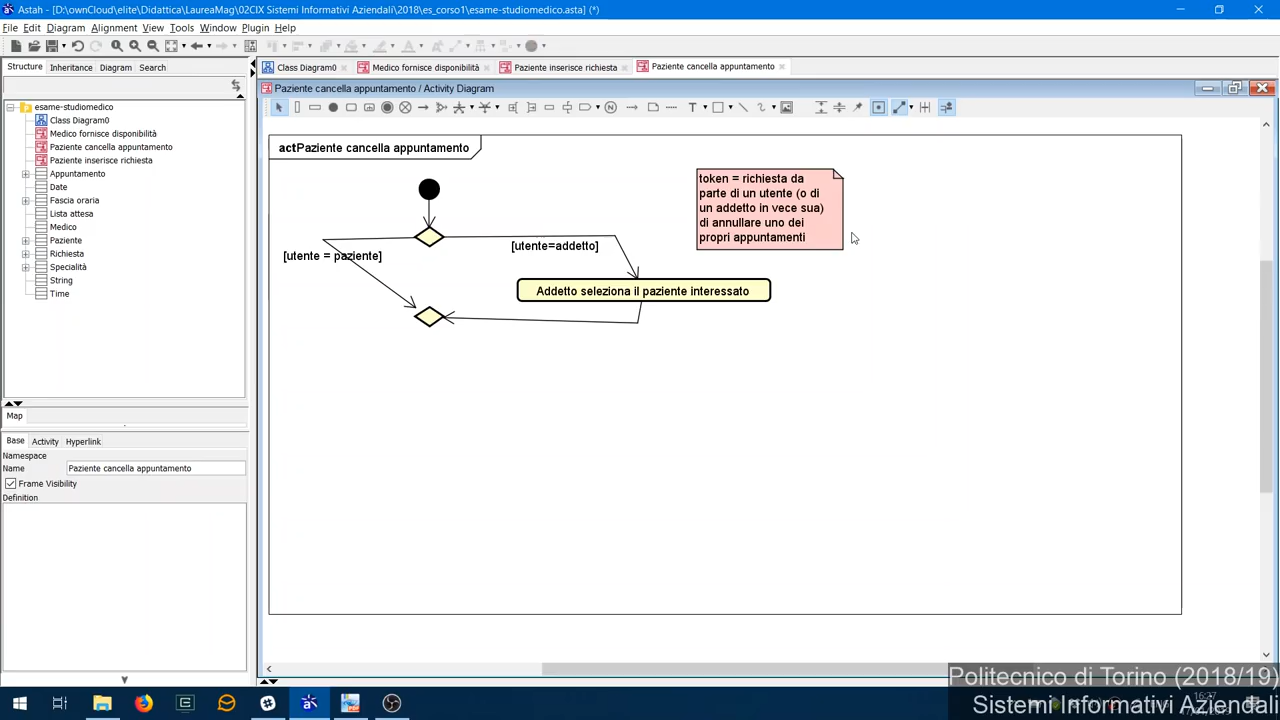 Astah - [D:\ownCloud\elite\Didattica\LaureaMag\02CIX Sistemi Informativi Aziendali\2018\es_corso1\esame-studiomedico.asta] (*)
File Edit Diagram Alignment View Tools Window Plugin Help
Structure Inheritance Diagram Search
Class Diagram0 Medico fornisce disponibilità Paziente inserisce richiesta Paziente cancella appuntamento
Paziente cancella appuntamento / Activity Diagram
esame-studiomedico
Class Diagram0
Medico fornisce disponibilità
Paziente cancella appuntamento
Paziente inserisce richiesta
Appuntamento
Date
Fascia oraria
Lista attesa
Medico
Paziente
Richiesta
Specialità
String
Time
Map
Base Activity Hyperlink
Namespace
Name Paziente cancella appuntamento
Frame Visibility
Definition
actPaziente cancella appuntamento
token = richiesta da
parte di un utente (o di
un addetto in vece sua)
di annullare uno dei
propri appuntamenti
[utente=addetto]
[utente = paziente]
Addetto seleziona il paziente interessato
Politecnico di Torino (2018/19)
16:27
Sistemi Informativi Aziendali